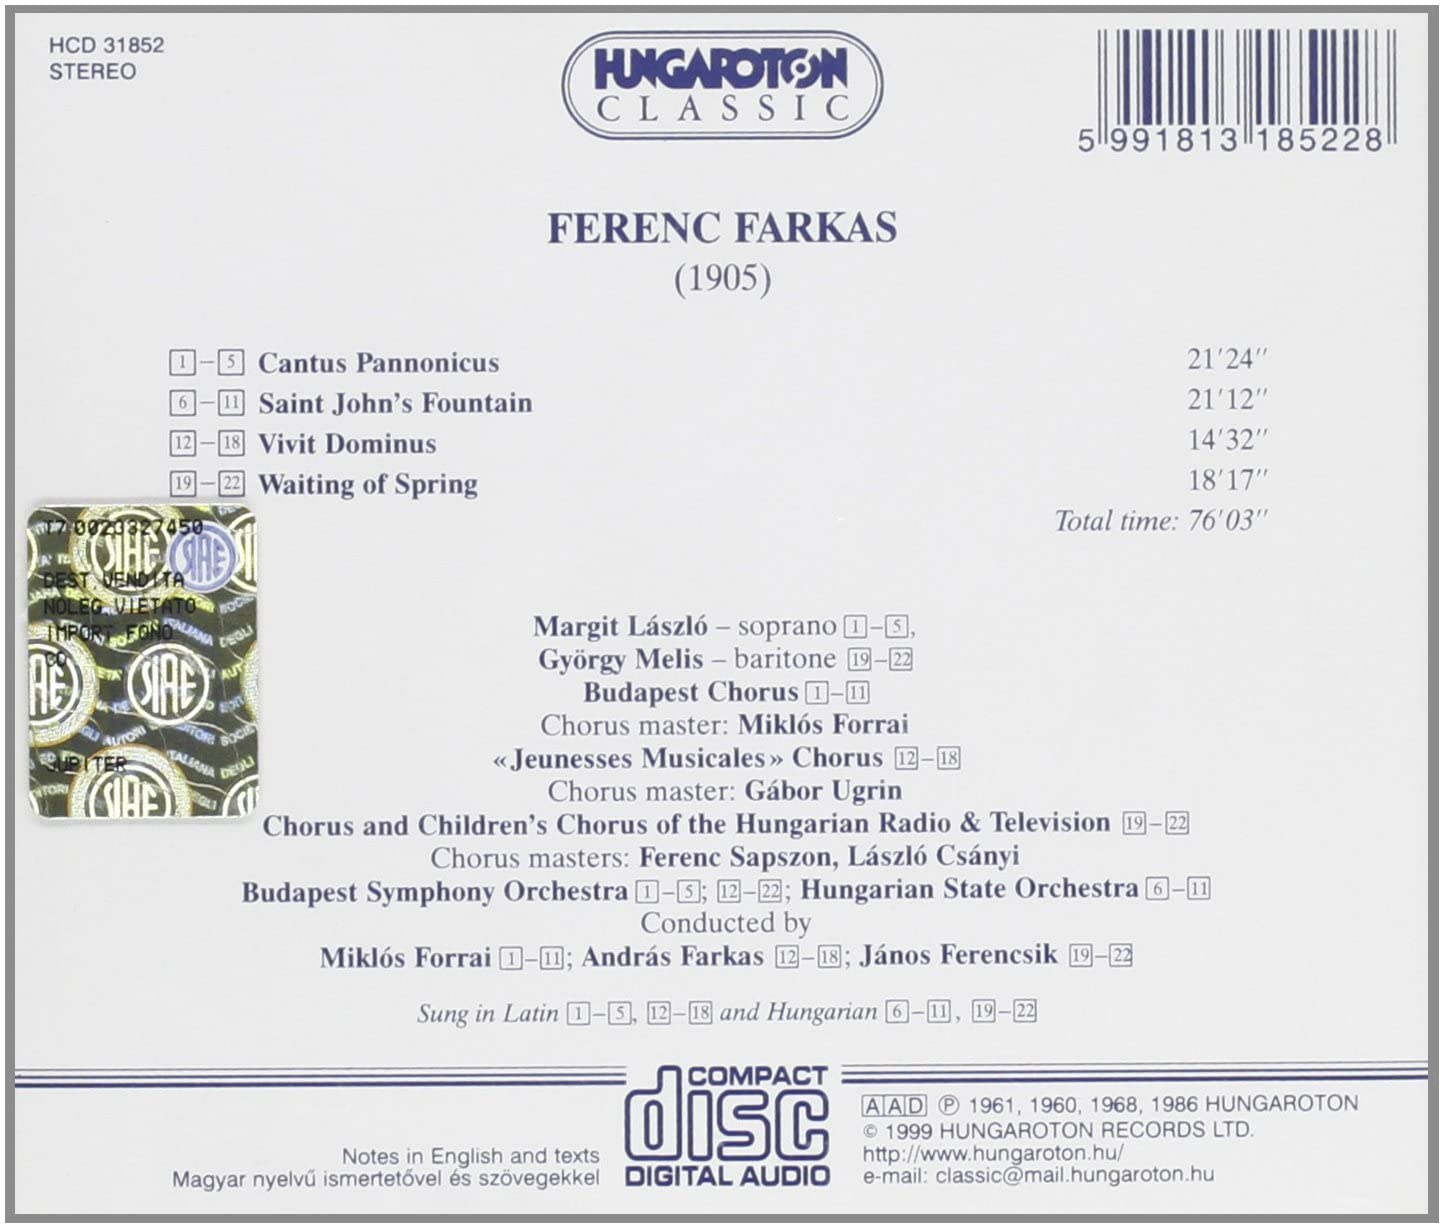 HCD 31852
STEREO
HUNGAROTON
CLASSIC
5 991813 185228
FERENC FARKAS
(1905)
1–5 Cantus Pannonicus 21'24''
6–11 Saint John's Fountain 21'12''
12–18 Vivit Dominus 14'32''
19–22 Waiting of Spring 18'17''
Total time: 76'03''
T7 0023327450
DEST.VENDITA
NOLEG.VIETATO
IMPORT FONO
CD
JUPITER
SIAE
Margit László – soprano 1–5,
György Melis – baritone 19–22
Budapest Chorus 1–11
Chorus master: Miklós Forrai
«Jeunesses Musicales» Chorus 12–18
Chorus master: Gábor Ugrin
Chorus and Children's Chorus of the Hungarian Radio & Television 19–22
Chorus masters: Ferenc Sapszon, László Csányi
Budapest Symphony Orchestra 1–5; 12–22; Hungarian State Orchestra 6–11
Conducted by
Miklós Forrai 1–11; András Farkas 12–18; János Ferencsik 19–22
Sung in Latin 1–5, 12–18 and Hungarian 6–11, 19–22
Notes in English and texts
Magyar nyelvű ismertetővel és szövegekkel
COMPACT
disc
DIGITAL AUDIO
AAD ℗ 1961, 1960, 1968, 1986 HUNGAROTON
© 1999 HUNGAROTON RECORDS LTD.
http://www.hungaroton.hu/
e-mail: classic@mail.hungaroton.hu